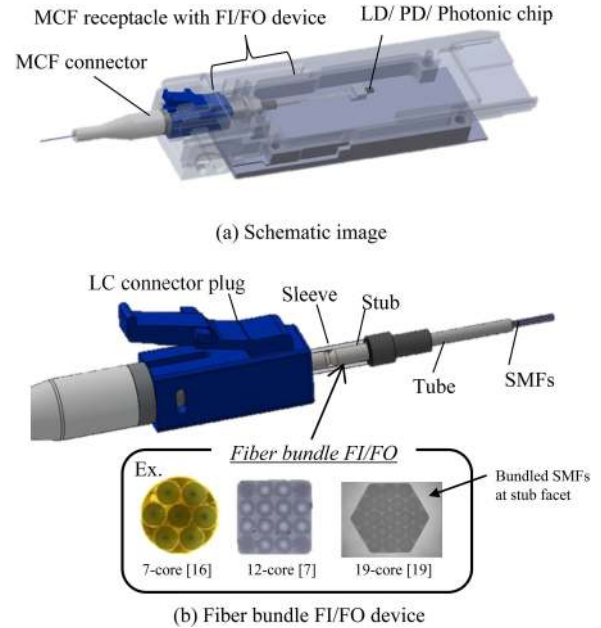 MCF receptacle with FI/FO device
LD/ PD/ Photonic chip
MCF connector
(a) Schematic image
LC connector plug
Sleeve
Stub
Tube
SMFs
Fiber bundle FI/FO
Ex.
Bundled SMFs
at stub facet
7-core [16]
12-core [7]
19-core [19]
(b) Fiber bundle FI/FO device